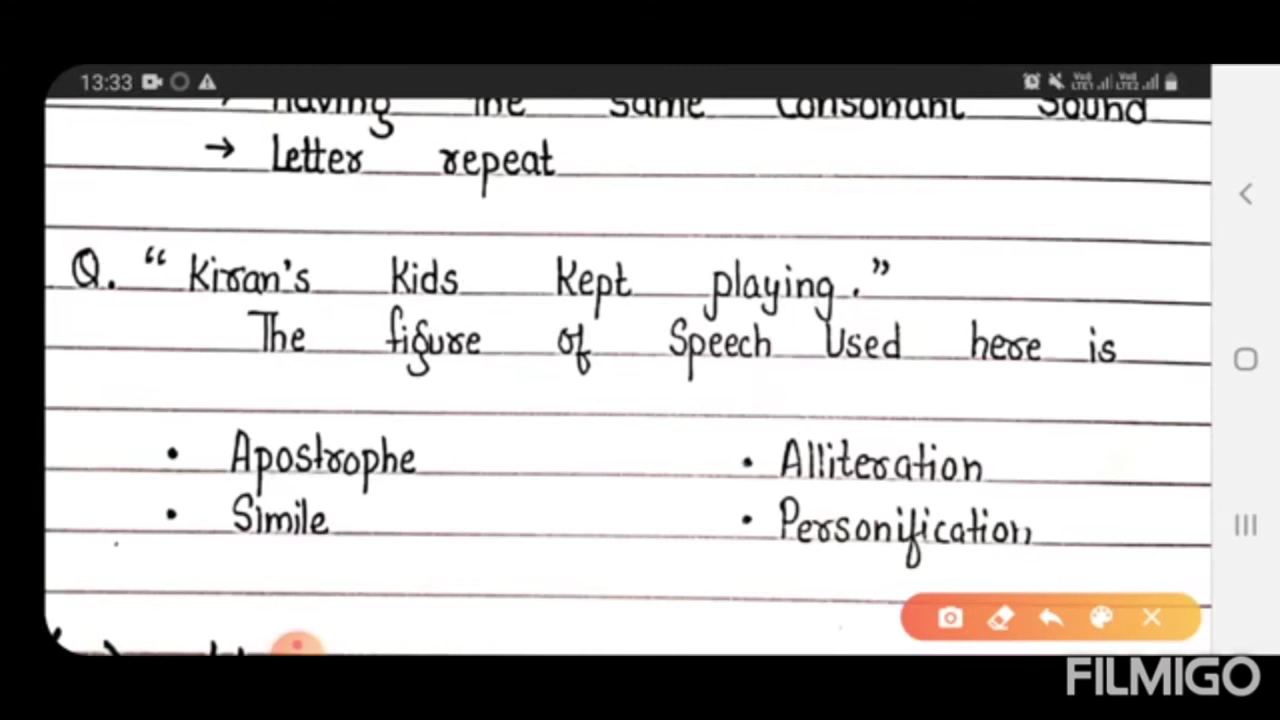 13:33
having the same consonant sound
→ letter repeat
Q. “ Kiran's kids kept playing.”
The figure of speech used here is
• Apostrophe
• Alliteration
• Simile
• Personification
FILMIGO